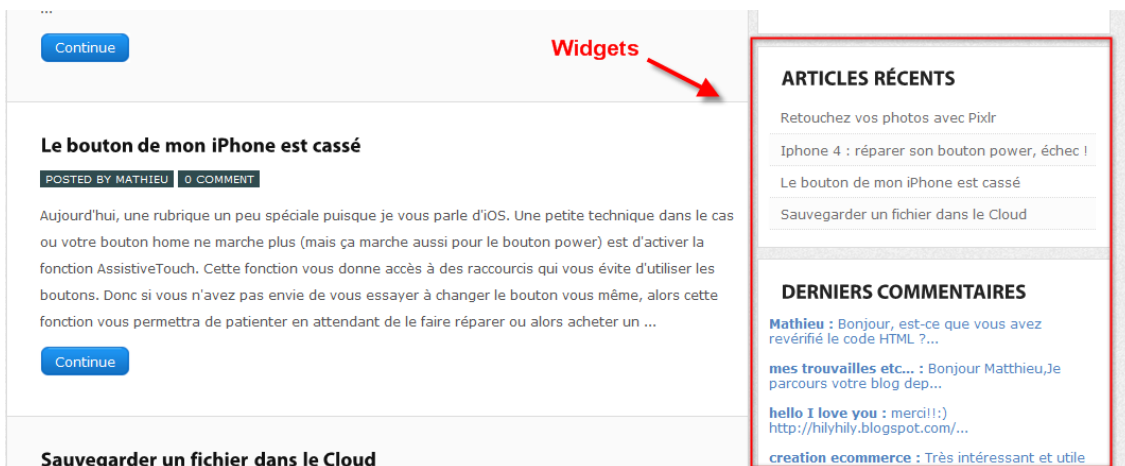 ...
Continue
Widgets
Le bouton de mon iPhone est cassé
POSTED BY MATHIEU 0 COMMENT
Aujourd'hui, une rubrique un peu spéciale puisque je vous parle d'iOS. Une petite technique dans le cas
ou votre bouton home ne marche plus (mais ça marche aussi pour le bouton power) est d'activer la
fonction AssistiveTouch. Cette fonction vous donne accès à des raccourcis qui vous évite d'utiliser les
boutons. Donc si vous n'avez pas envie de vous essayer à changer le bouton vous même, alors cette
fonction vous permettra de patienter en attendant de le faire réparer ou alors acheter un ...
Continue
Sauvegarder un fichier dans le Cloud
ARTICLES RÉCENTS
Retouchez vos photos avec Pixlr
Iphone 4 : réparer son bouton power, échec !
Le bouton de mon iPhone est cassé
Sauvegarder un fichier dans le Cloud
DERNIERS COMMENTAIRES
Mathieu : Bonjour, est-ce que vous avez
revérifié le code HTML ?...
mes trouvailles etc... : Bonjour Matthieu,Je
parcours votre blog dep...
hello I love you : merci!!:)
http://hilyhily.blogspot.com/...
creation ecommerce : Très intéressant et utile